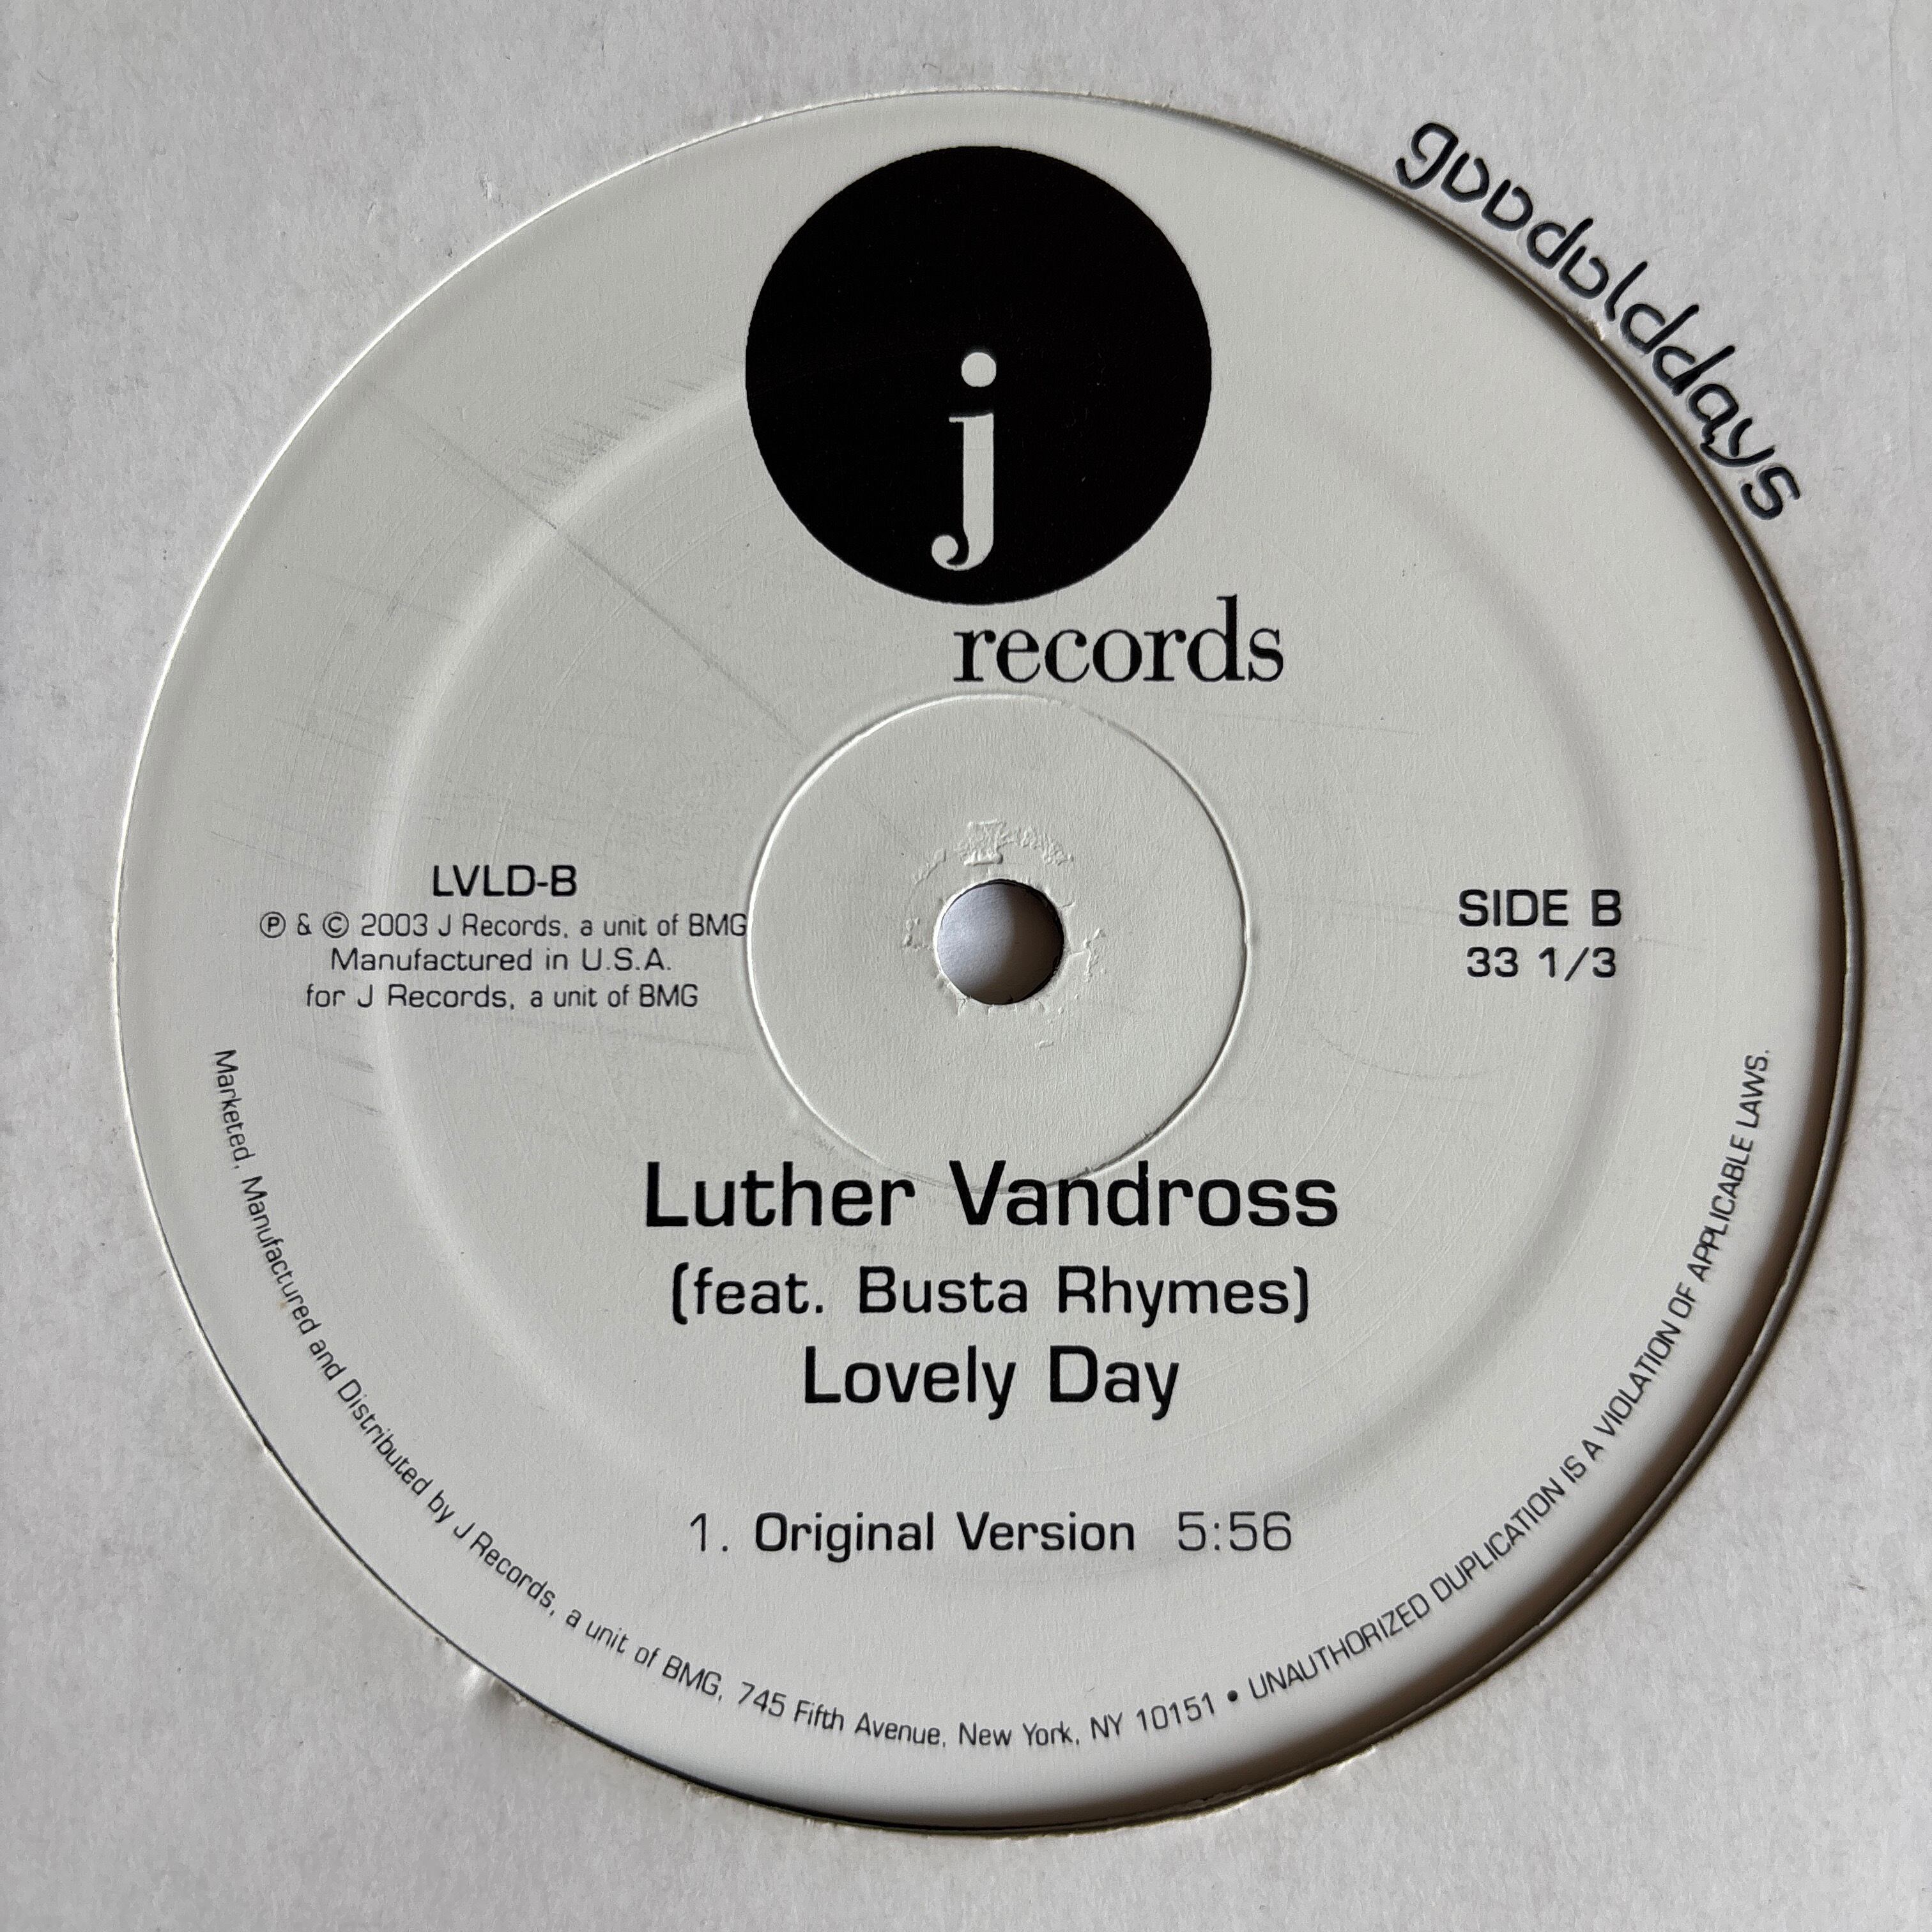 goodolddays
j
records
LVLD-B
℗ & © 2003 J Records, a unit of BMG
Manufactured in U.S.A.
for J Records, a unit of BMG
SIDE B
33 1/3
Luther Vandross
(feat. Busta Rhymes)
Lovely Day
1. Original Version 5:56
Marketed, Manufactured and Distributed by J Records, a unit of BMG, 745 Fifth Avenue, New York, NY 10151 • UNAUTHORIZED DUPLICATION IS A VIOLATION OF APPLICABLE LAWS.